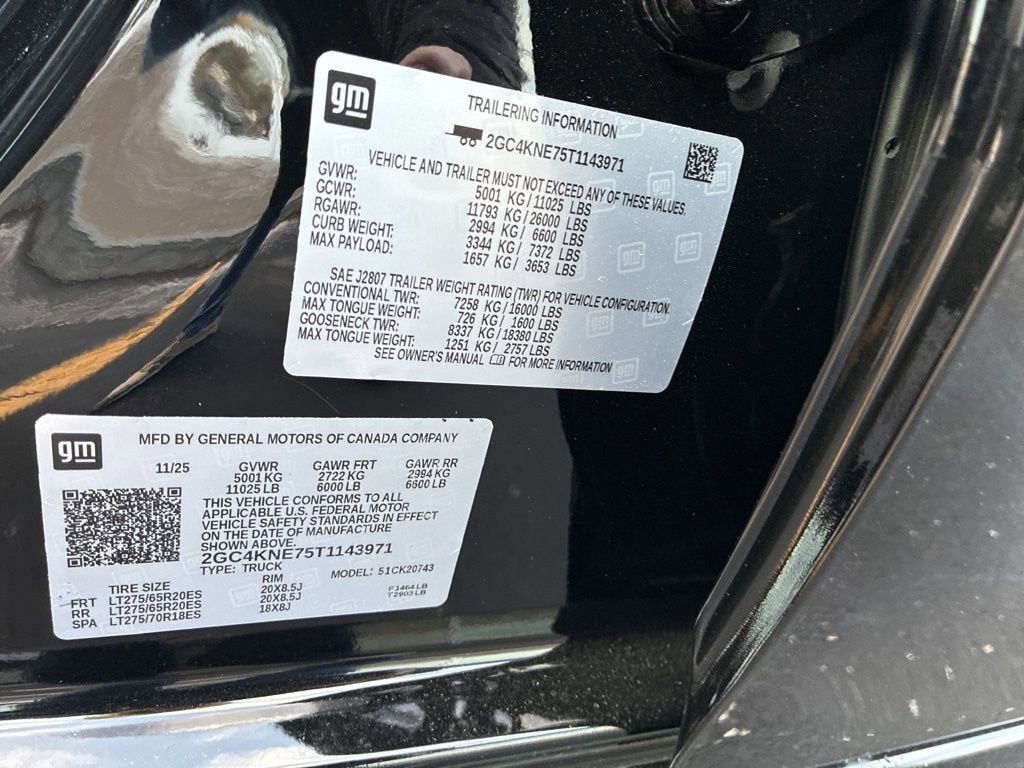 gm
TRAILERING INFORMATION
2GC4KNE75T1143971
VEHICLE AND TRAILER MUST NOT EXCEED ANY OF THESE VALUES.
GVWR: 5001 KG / 11025 LBS
GCWR: 11793 KG / 26000 LBS
RGAWR: 2994 KG / 6600 LBS
CURB WEIGHT: 3344 KG / 7372 LBS
MAX PAYLOAD: 1657 KG / 3653 LBS
SAE J2807 TRAILER WEIGHT RATING (TWR) FOR VEHICLE CONFIGURATION.
CONVENTIONAL TWR: 7258 KG / 16000 LBS
MAX TONGUE WEIGHT: 726 KG / 1600 LBS
GOOSENECK TWR: 8337 KG / 18380 LBS
MAX TONGUE WEIGHT: 1251 KG / 2757 LBS
SEE OWNER'S MANUAL FOR MORE INFORMATION
gm
MFD BY GENERAL MOTORS OF CANADA COMPANY
11/25 GVWR GAWR FRT GAWR RR
5001 KG 2722 KG 2994 KG
11025 LB 6000 LB 6600 LB
THIS VEHICLE CONFORMS TO ALL
APPLICABLE U.S. FEDERAL MOTOR
VEHICLE SAFETY STANDARDS IN EFFECT
ON THE DATE OF MANUFACTURE
SHOWN ABOVE.
2GC4KNE75T1143971
TYPE: TRUCK MODEL: 51CK20743
TIRE SIZE RIM
FRT LT275/65R20ES 20X8.5J F1464 LB
RR LT275/65R20ES 20X8.5J T2903 LB
SPA LT275/70R18ES 18X8J